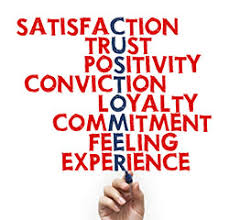 SATISFACTION
TRUST
POSITIVITY
CONVICTION
LOYALTY
COMMITMENT
FEELING
EXPERIENCE